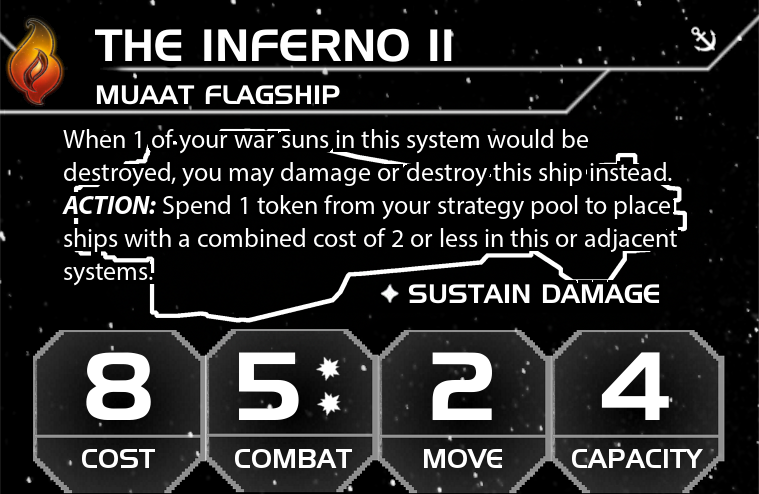 THE INFERNO II
MUAAT FLAGSHIP
When 1 of your war suns in this system would be
destroyed, you may damage or destroy this ship instead.
ACTION: Spend 1 token from your strategy pool to place
ships with a combined cost of 2 or less in this or adjacent
systems.
SUSTAIN DAMAGE
8 5 2 4
COST COMBAT MOVE CAPACITY